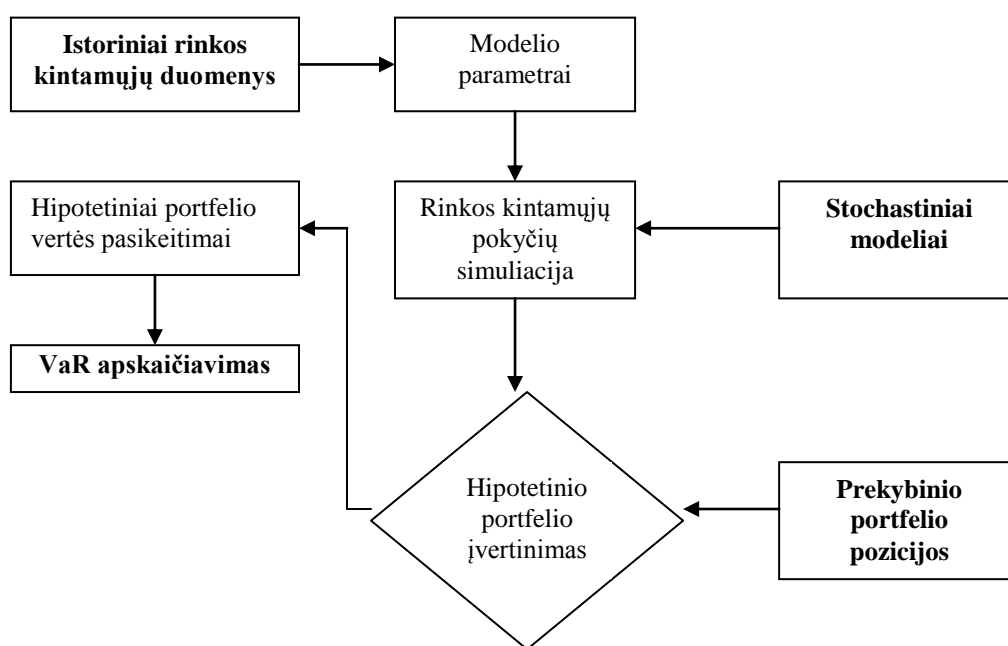 Istoriniai rinkos
kintamųjų duomenys
Modelio
parametrai
Hipotetiniai portfelio
vertės pasikeitimai
Rinkos kintamųjų
pokyčių
simuliacija
Stochastiniai
modeliai
VaR apskaičiavimas
Hipotetinio
portfelio
įvertinimas
Prekybinio
portfelio
pozicijos